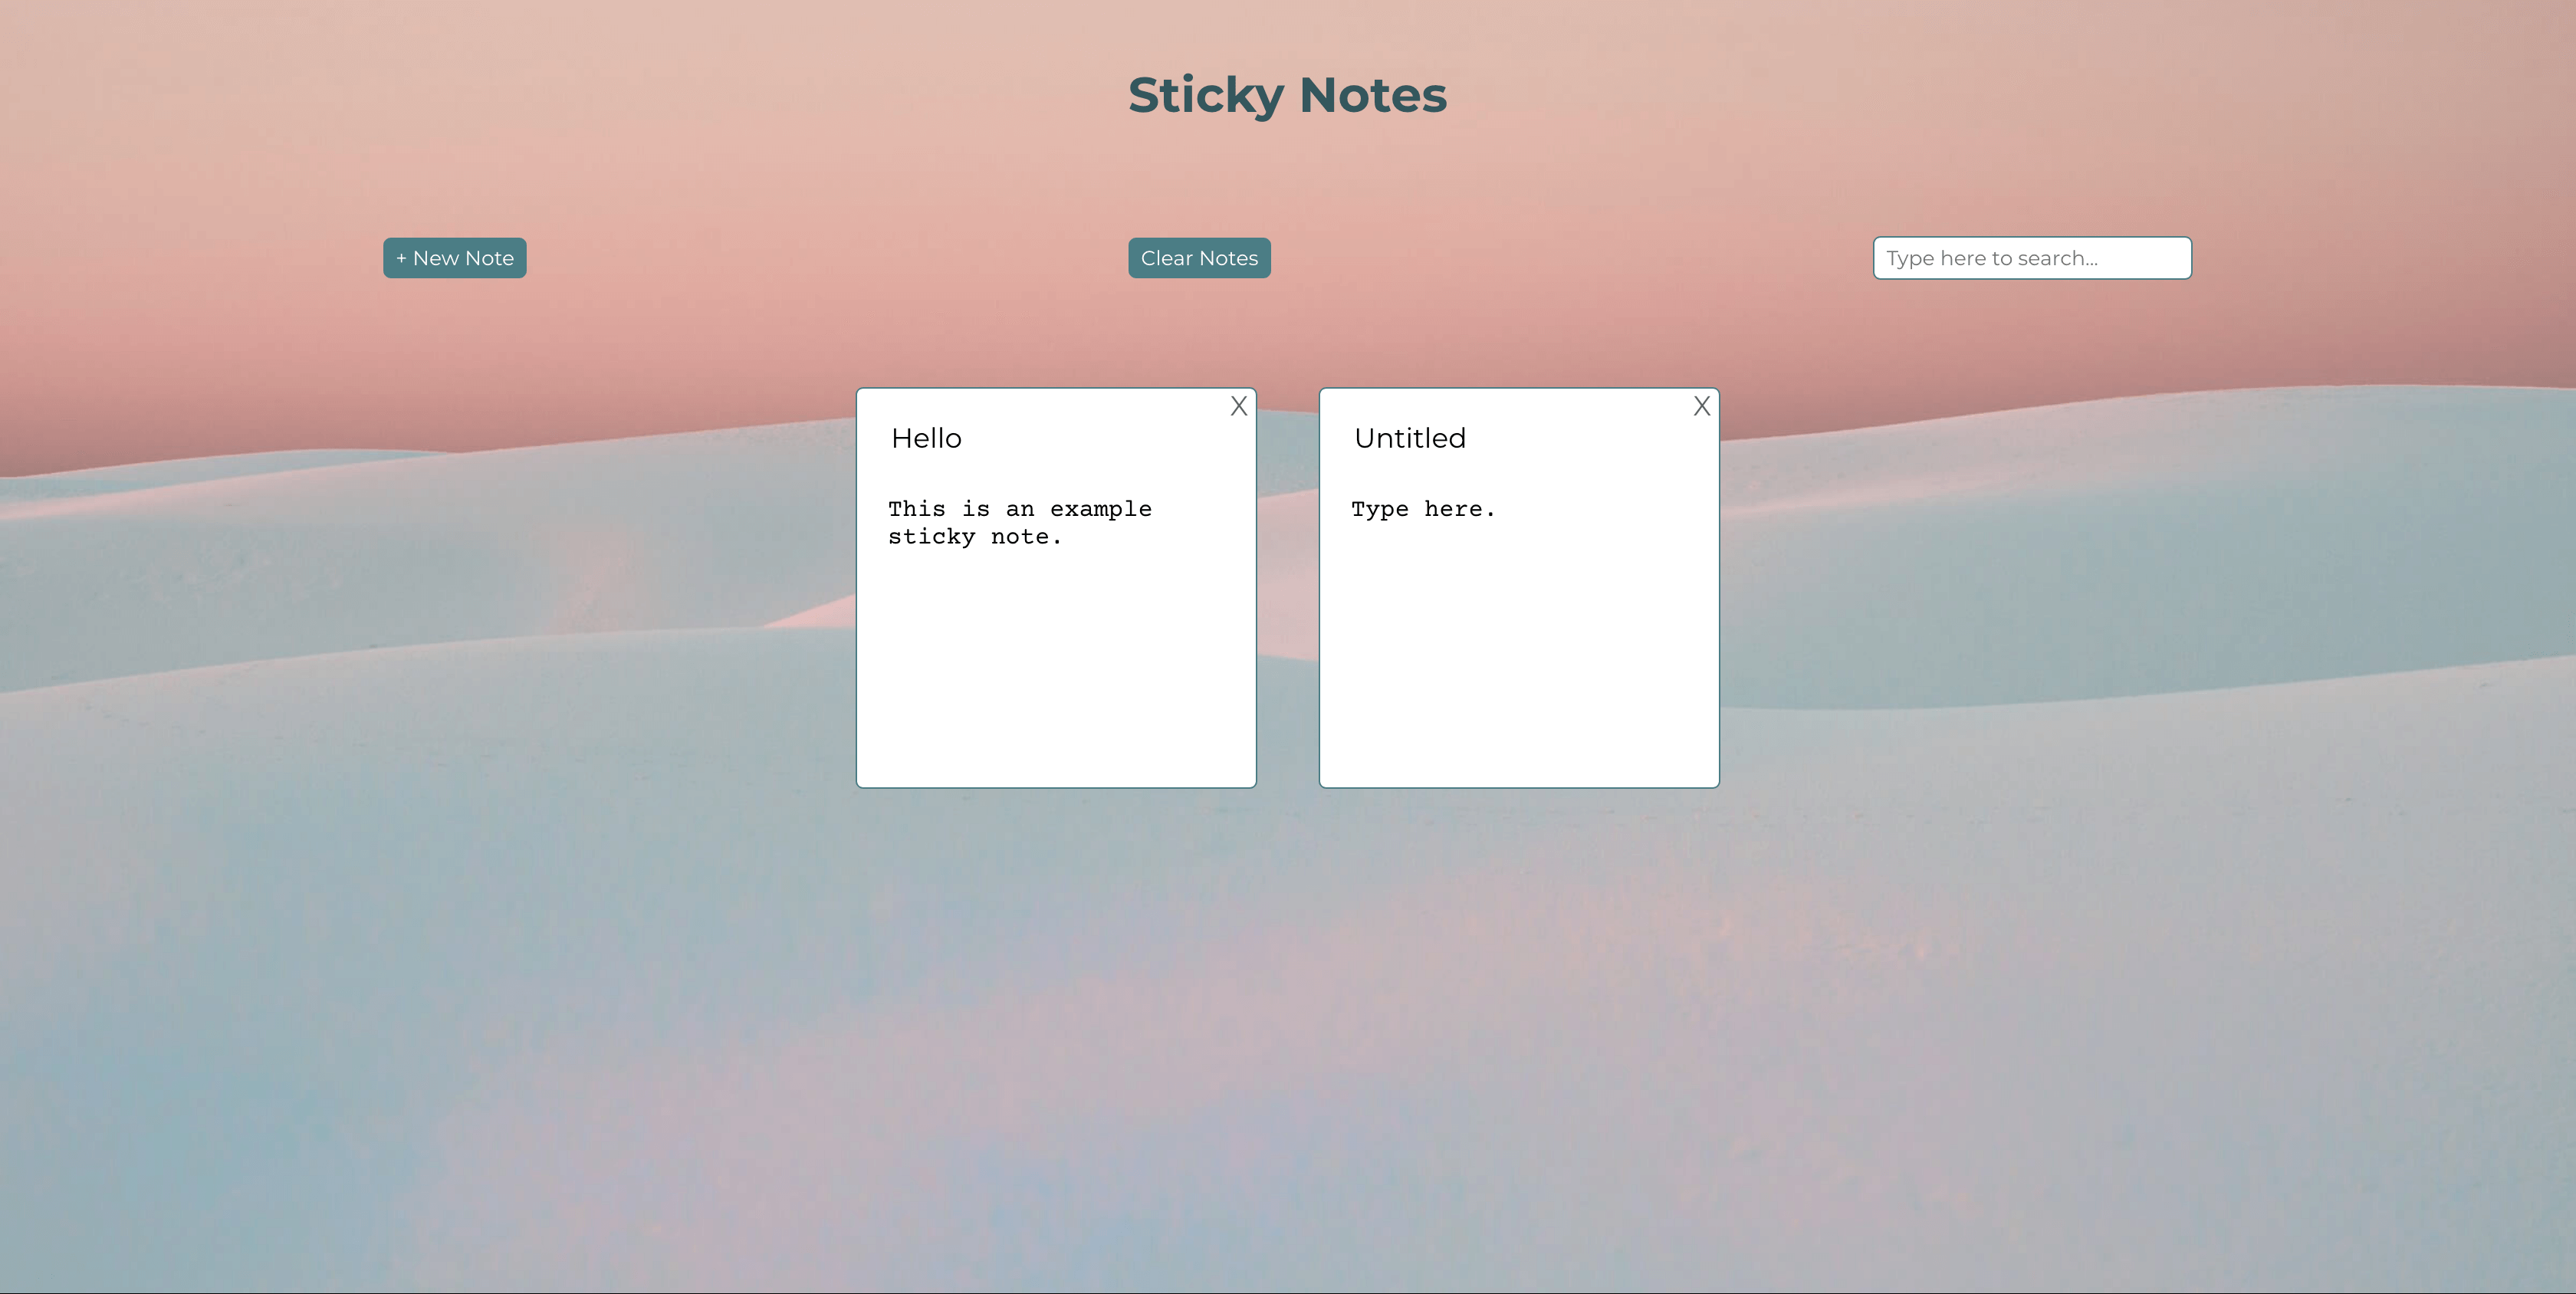 Sticky Notes
+ New Note
Clear Notes
Type here to search...
X
Hello
This is an example
sticky note.
X
Untitled
Type here.